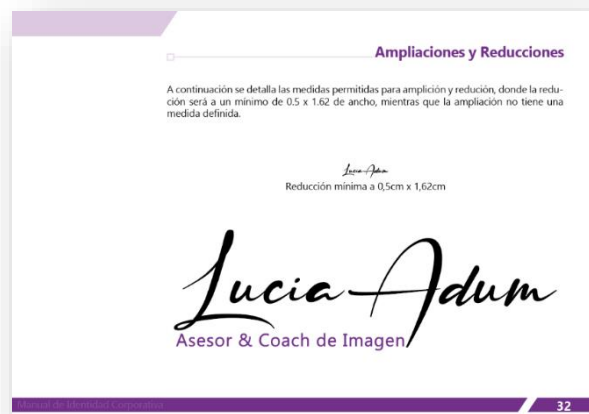 Ampliaciones y Reducciones
A continuación se detalla las medidas permitidas para amplición y redución, donde la redu-
ción será a un mínimo de 0.5 x 1.62 de ancho, mientras que la ampliación no tiene una
medida definida.
Lucia Adum
Reducción mínima a 0,5cm x 1,62cm
Lucia Adum
Asesor & Coach de Imagen
Manual de Identidad Corporativa
32